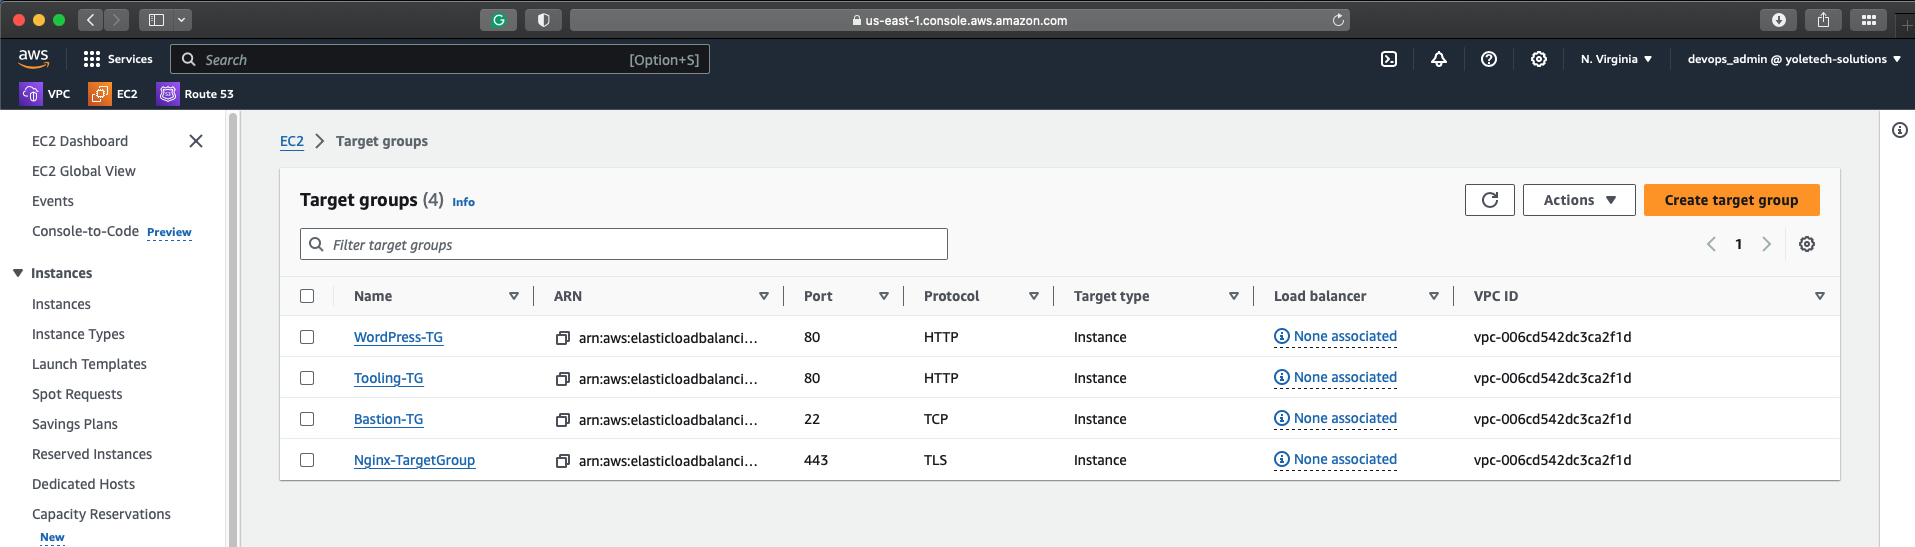 us-east-1.console.aws.amazon.com
aws
Services
Search
[Option+S]
N. Virginia
devops_admin @ yoletech-solutions
VPC
EC2
Route 53
EC2 Dashboard
EC2 Global View
Events
Console-to-Code Preview
Instances
Instances
Instance Types
Launch Templates
Spot Requests
Savings Plans
Reserved Instances
Dedicated Hosts
Capacity Reservations
New
EC2 > Target groups
Target groups (4) Info
Actions
Create target group
Filter target groups
1
Name ARN Port Protocol Target type Load balancer VPC ID
WordPress-TG arn:aws:elasticloadbalanci... 80 HTTP Instance None associated vpc-006cd542dc3ca2f1d
Tooling-TG arn:aws:elasticloadbalanci... 80 HTTP Instance None associated vpc-006cd542dc3ca2f1d
Bastion-TG arn:aws:elasticloadbalanci... 22 TCP Instance None associated vpc-006cd542dc3ca2f1d
Nginx-TargetGroup arn:aws:elasticloadbalanci... 443 TLS Instance None associated vpc-006cd542dc3ca2f1d